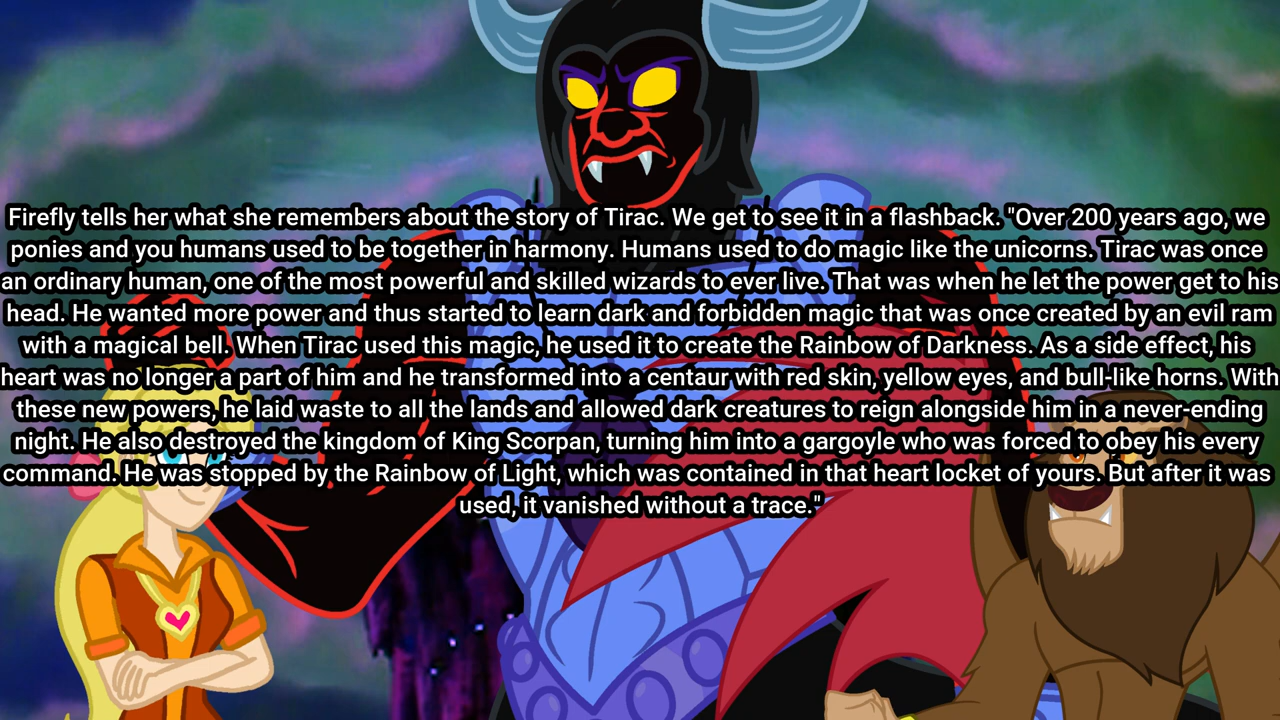 Firefly tells her what she remembers about the story of Tirac. We get to see it in a flashback. "Over 200 years ago, we
ponies and you humans used to be together in harmony. Humans used to do magic like the unicorns. Tirac was once
an ordinary human, one of the most powerful and skilled wizards to ever live. That was when he let the power get to his
head. He wanted more power and thus started to learn dark and forbidden magic that was once created by an evil ram
with a magical bell. When Tirac used this magic, he used it to create the Rainbow of Darkness. As a side effect, his
heart was no longer a part of him and he transformed into a centaur with red skin, yellow eyes, and bull-like horns. With
these new powers, he laid waste to all the lands and allowed dark creatures to reign alongside him in a never-ending
night. He also destroyed the kingdom of King Scorpan, turning him into a gargoyle who was forced to obey his every
command. He was stopped by the Rainbow of Light, which was contained in that heart locket of yours. But after it was
used, it vanished without a trace."